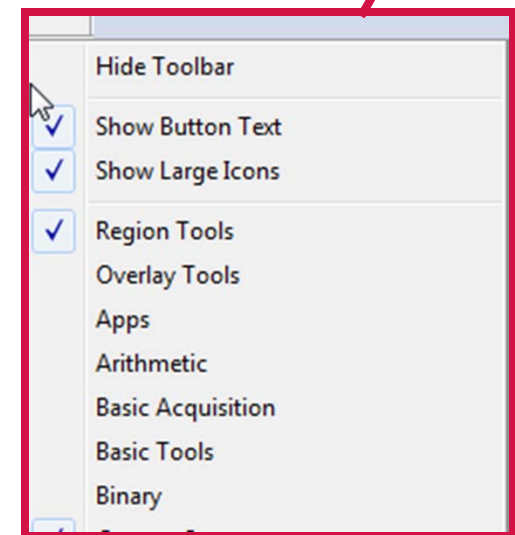 Hide Toolbar
Show Button Text
Show Large Icons
Region Tools
Overlay Tools
Apps
Arithmetic
Basic Acquisition
Basic Tools
Binary